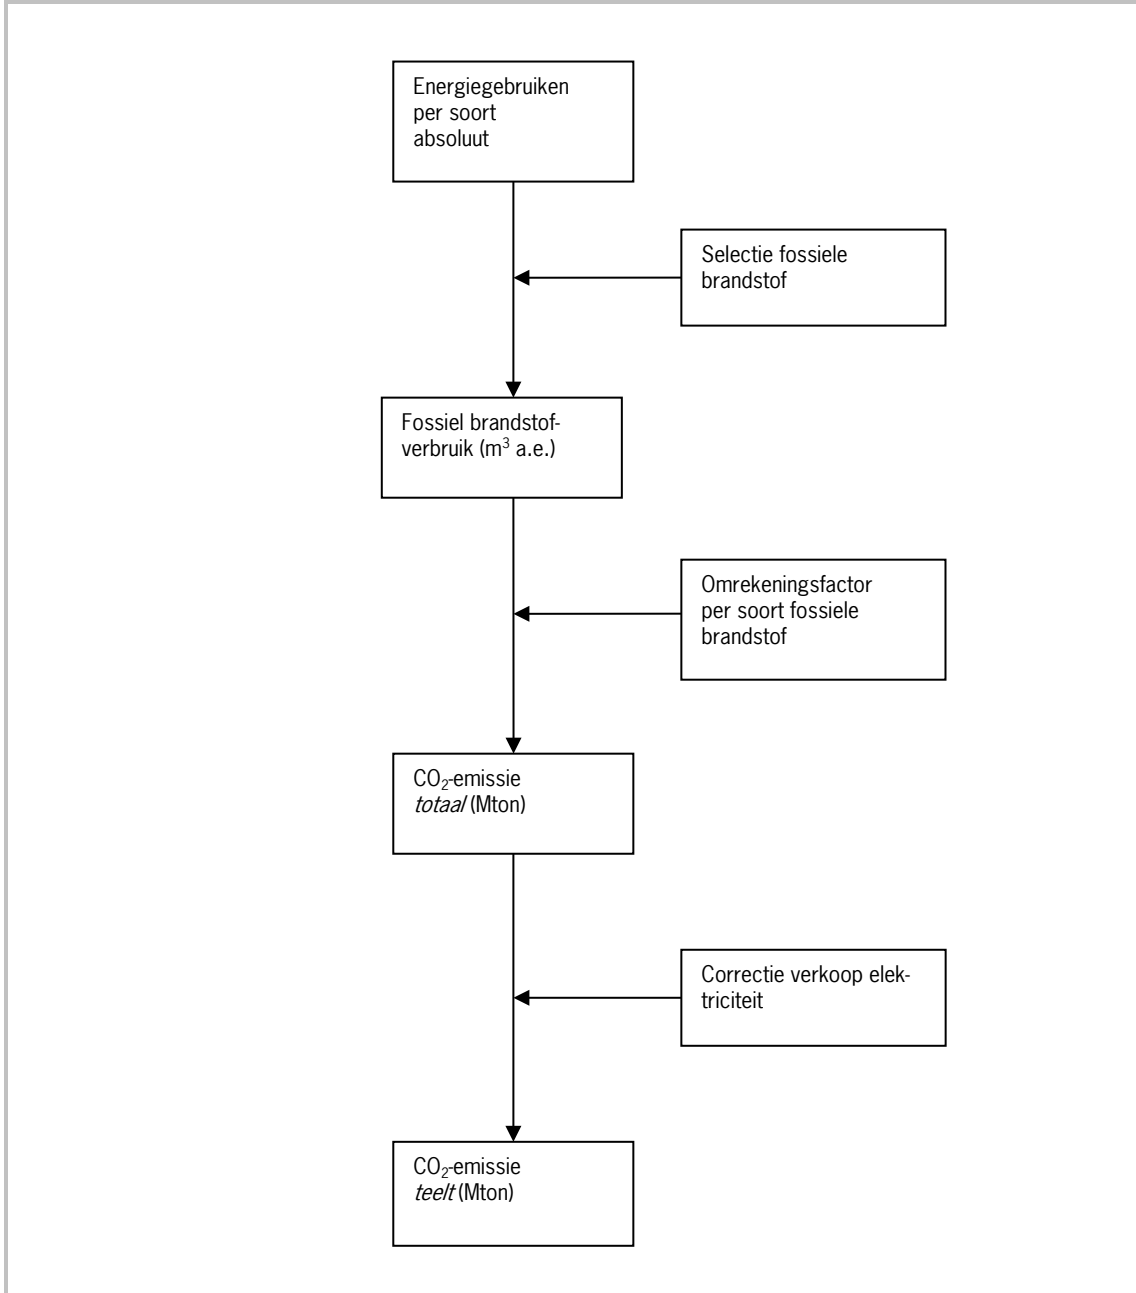 Energiegebruiken
per soort
absoluut
Selectie fossiele
brandstof
Fossiel brandstof-
verbruik (m³ a.e.)
Omrekeningsfactor
per soort fossiele
brandstof
CO₂-emissie
totaal (Mton)
Correctie verkoop elek-
triciteit
CO₂-emissie
teelt (Mton)